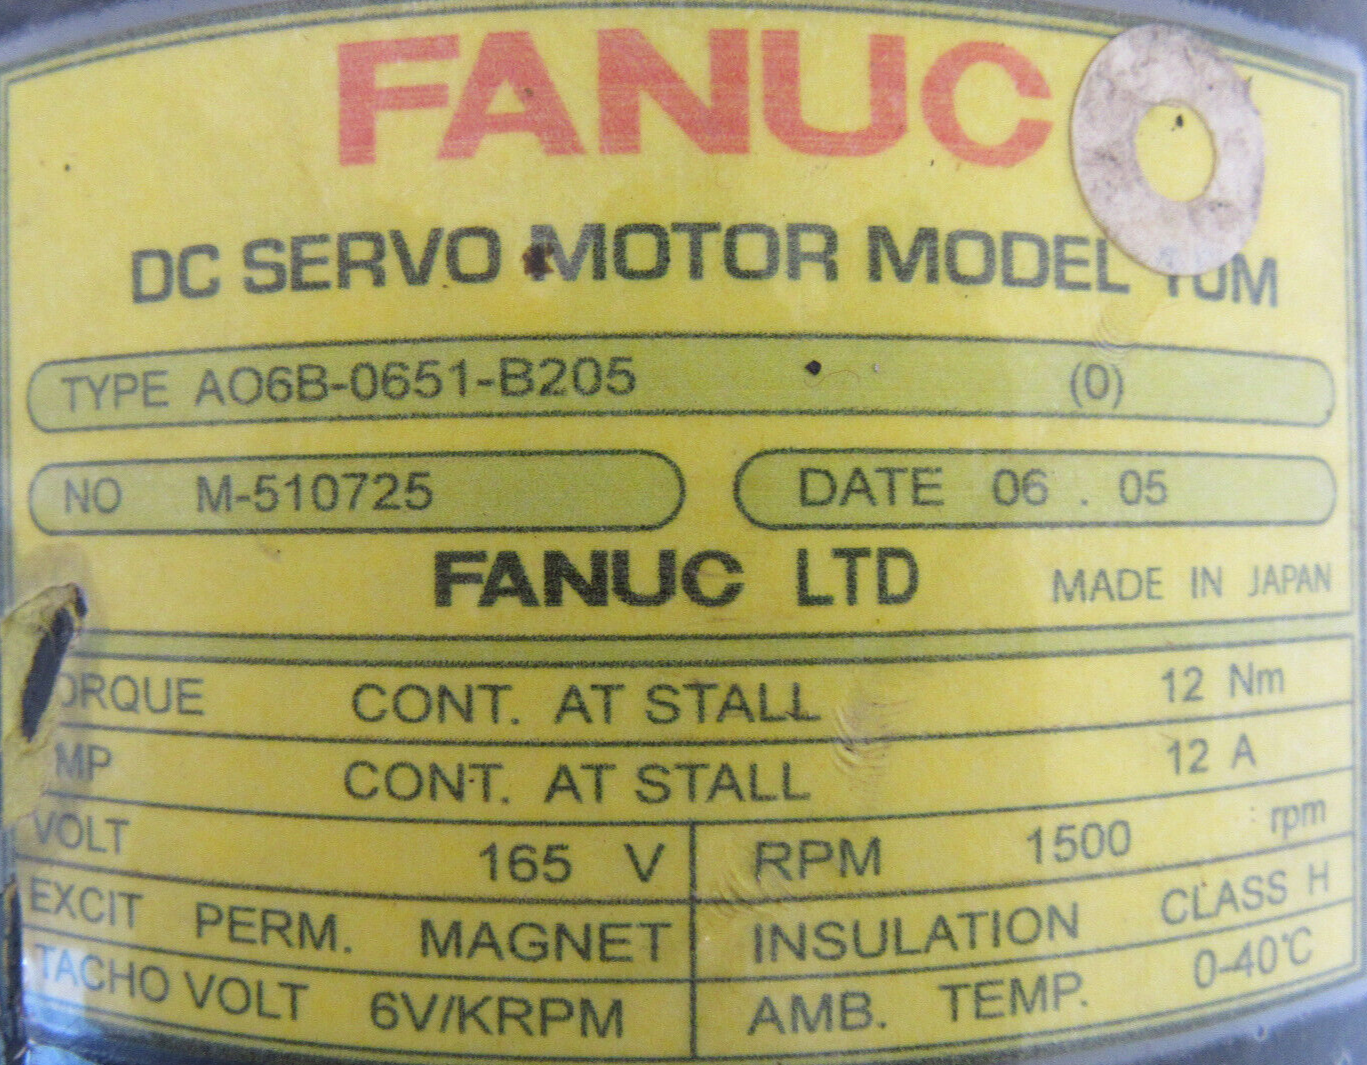 FANUC
DC SERVO MOTOR MODEL 10M
TYPE AO6B-0651-B205 (0)
NO M-510725 DATE 06 . 05
FANUC LTD MADE IN JAPAN
ORQUE CONT. AT STALL 12 Nm
MP CONT. AT STALL 12 A
VOLT 165 V RPM 1500 rpm
EXCIT PERM. MAGNET INSULATION CLASS H
TACHO VOLT 6V/KRPM AMB. TEMP. 0-40°C